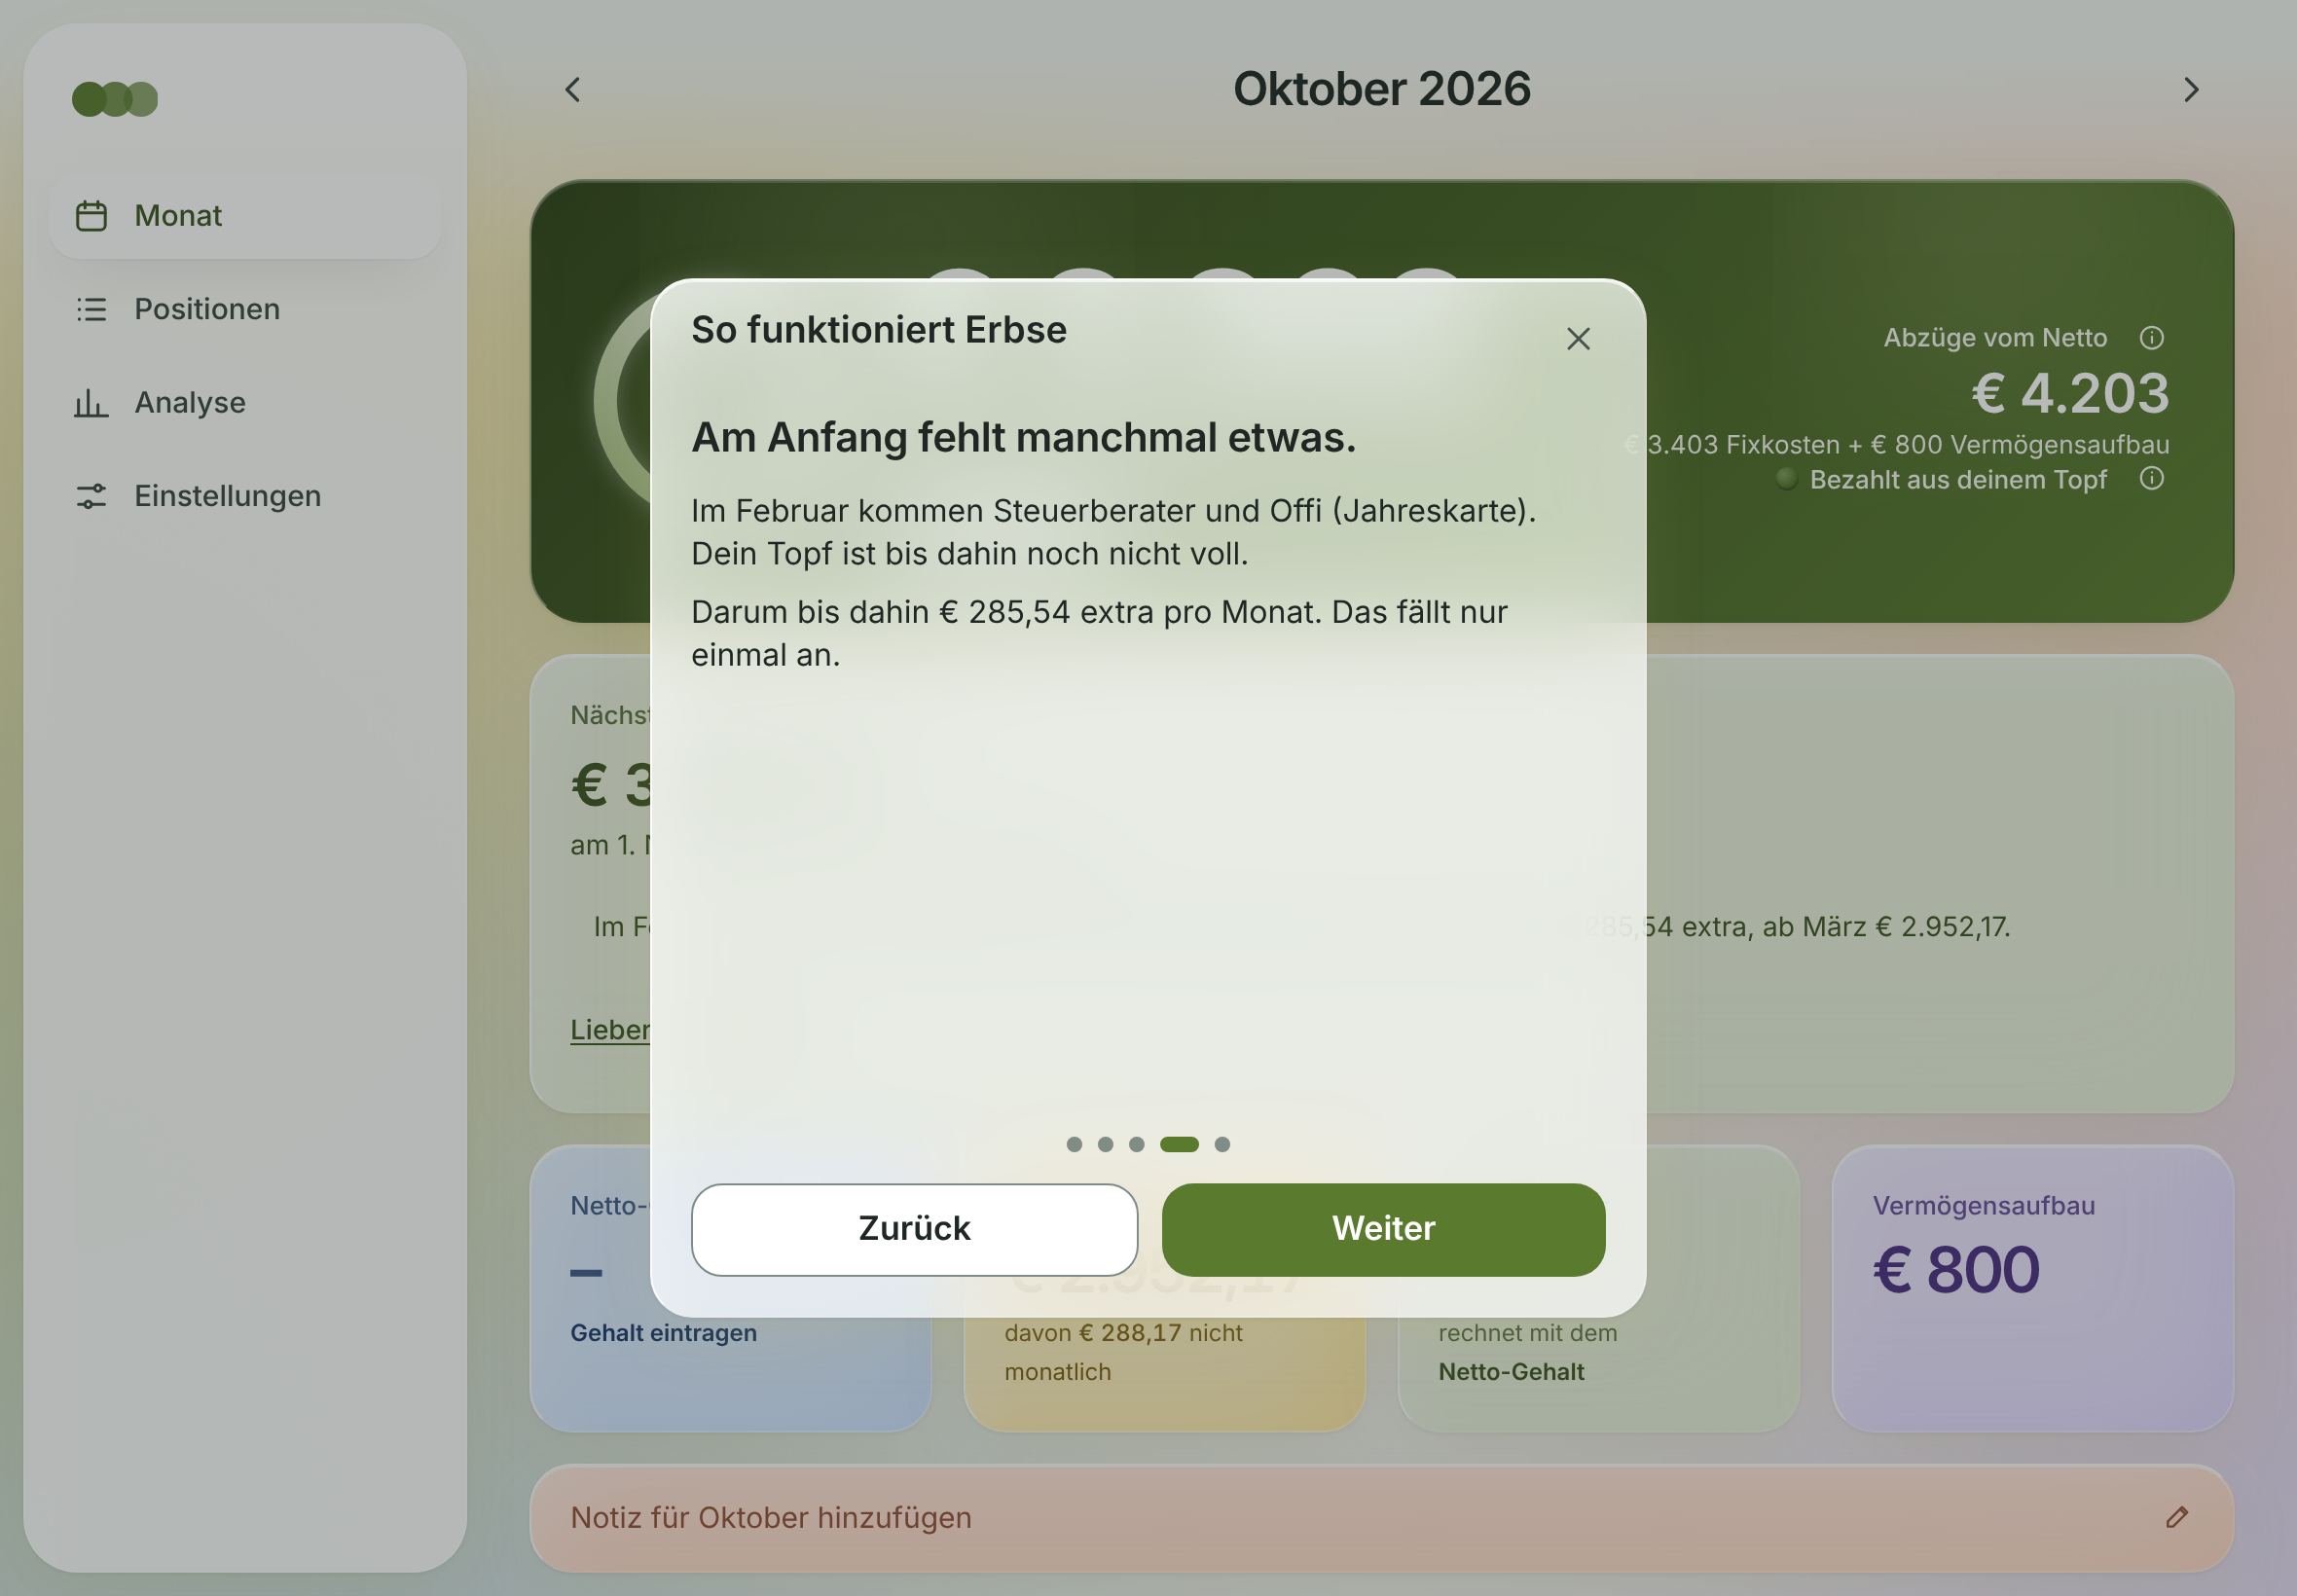 Oktober 2026
Monat
Positionen
Analyse
Einstellungen
Abzüge vom Netto
€ 4.203
€ 3.403 Fixkosten + € 800 Vermögensaufbau
Bezahlt aus deinem Topf
So funktioniert Erbse
Am Anfang fehlt manchmal etwas.
Im Februar kommen Steuerberater und Offi (Jahreskarte).
Dein Topf ist bis dahin noch nicht voll.
Darum bis dahin € 285,54 extra pro Monat. Das fällt nur
einmal an.
€ 3
am 1.
Im
285,54 extra, ab März € 2.952,17.
Lieber
Zurück
Weiter
Netto-
–
Gehalt eintragen
€ 2.952,17
davon € 288,17 nicht
monatlich
rechnet mit dem
Netto-Gehalt
Vermögensaufbau
€ 800
Notiz für Oktober hinzufügen